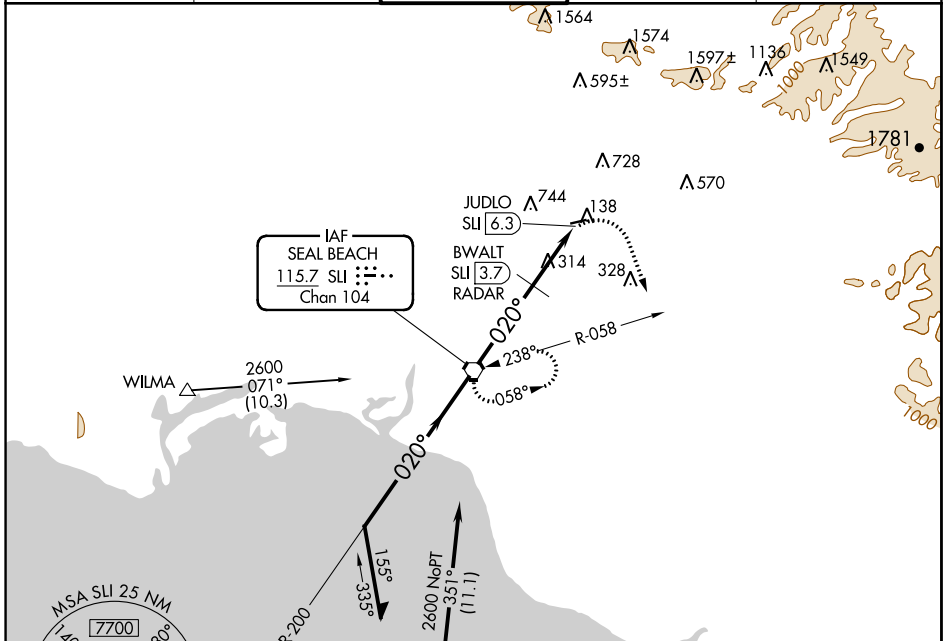 1564
1574
1597±
1136
1549
595±
1000
1781
728
570
744
JUDLO
SLI 6.3
138
IAF
SEAL BEACH
115.7 SLI
Chan 104
BWALT
SLI 3.7
RADAR
314
328
020°
R-058
238°
058°
WILMA
2600
071°
(10.3)
1000
020°
155°
335°
2600 NoPT
351°
(11.1)
R-200
MSA SLI 25 NM
7700